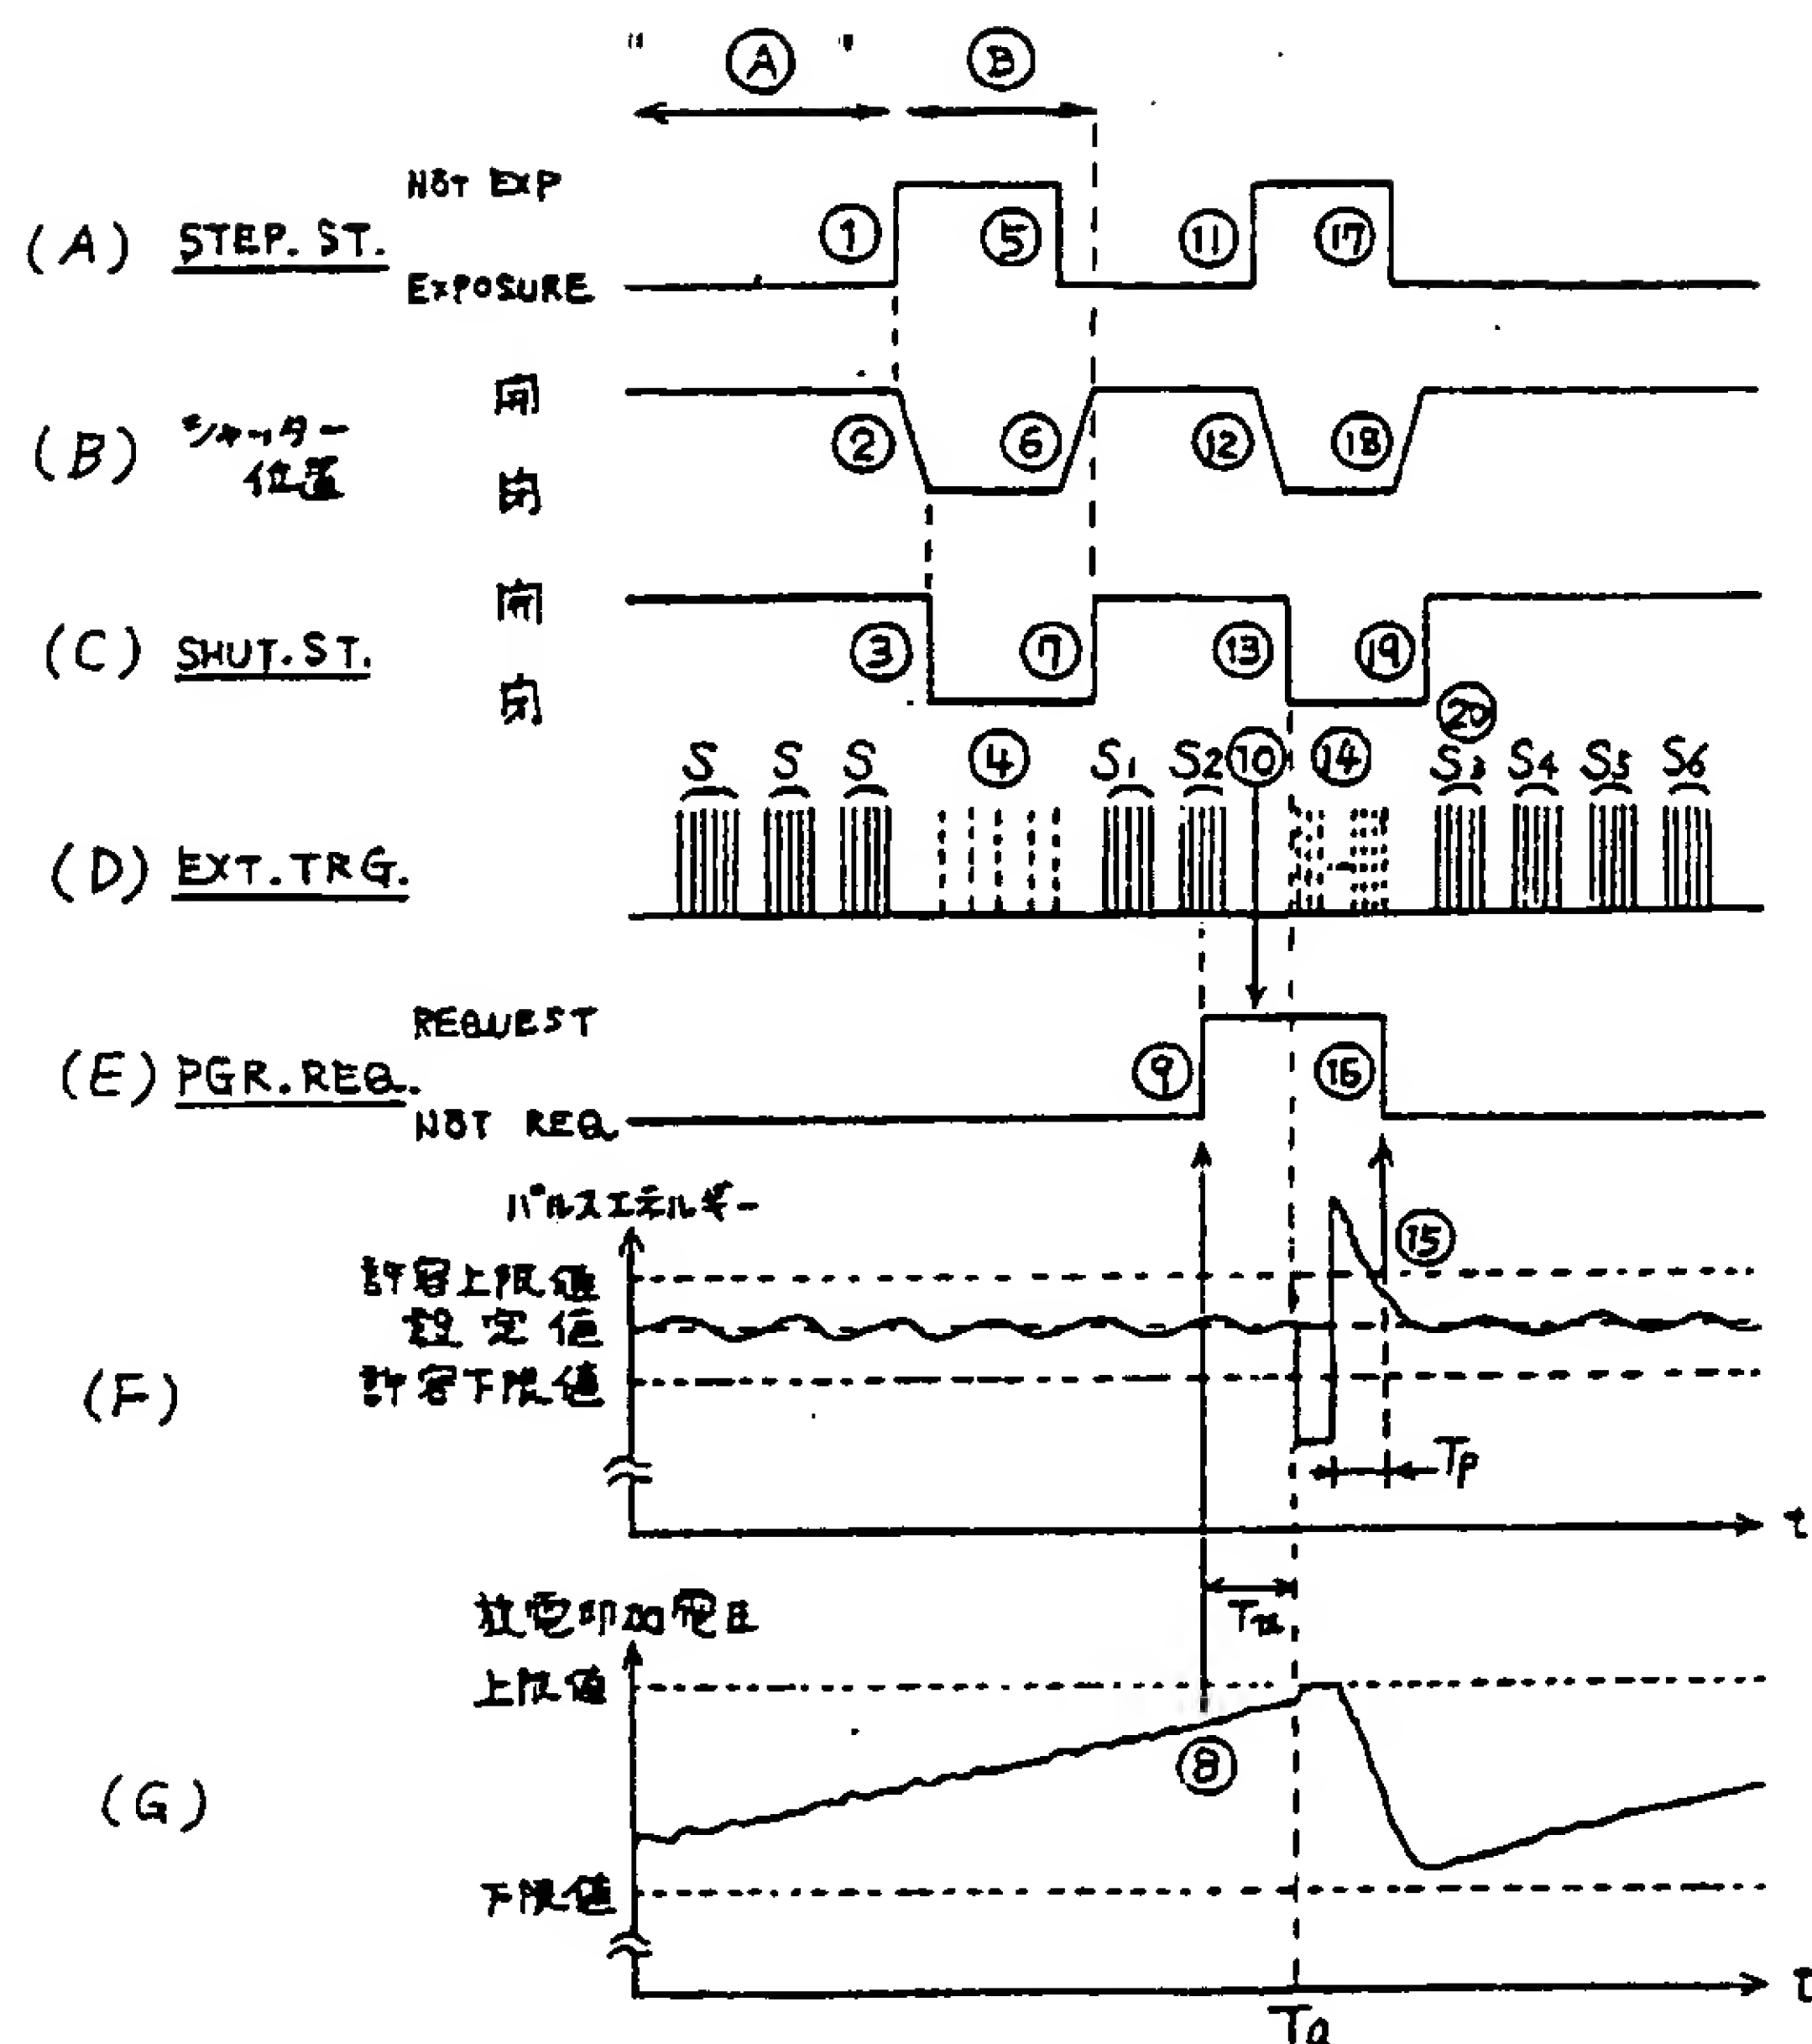 Ⓐ Ⓑ
(A) STEP. ST.
NOT EXP
EXPOSURE
① ⑤ ⑪ ⑰
(B) シャッター
位置
開
閉
② ⑥ ⑫ ⑱
(C) SHUT. ST.
開
閉
③ ⑦ ⑬ ⑲
⑳
S S S ④ S1 S2 ⑩ ⑭ S3 S4 S5 S6
(D) EXT. TRG.
REQUEST
(E) PGR. REQ.
NOT REQ.
⑨ ⑯
パルスエネルギー
⑮
許容上限値
設定値
許容下限値
(F)
Tp
t
放電印加電圧
上限値
⑧
(G)
下限値
Ta